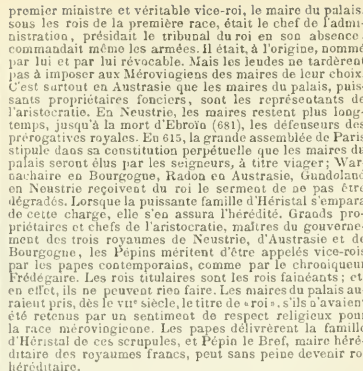 premier ministre et véritable vice-roi, le maire du palais,
sous les rois de la première race, était le chef de l'admi-
nistration, présidait le tribunal du roi en son absence,
commandait même les armées. Il était, à l'origine, nommé
par lui et par lui révocable. Mais les leudes ne tardèrent
pas à imposer aux Mérovingiens des maires de leur choix.
C'est surtout en Austrasie que les maires du palais, puis-
sants propriétaires fonciers, sont les représentants de
l'aristocratie. En Neustrie, les maires restent plus long-
temps, jusqu'à la mort d'Ebroïn (681), les défenseurs des
prérogatives royales. En 615, la grande assemblée de Paris
stipule dans sa constitution perpétuelle que les maires du
palais seront élus par les seigneurs, à titre viager; War-
nachaire en Bourgogne, Radon en Austrasie, Gundoland
en Neustrie reçoivent du roi le serment de ne pas être
dégradés. Lorsque la puissante famille d'Héristal s'empara
de cette charge, elle s'en assura l'hérédité. Grands pro-
priétaires et chefs de l'aristocratie, maîtres du gouverne-
ment des trois royaumes de Neustrie, d'Austrasie et de
Bourgogne, les Pépins méritent d'être appelés vice-rois
par les papes contemporains, comme par le chroniqueur
Frédégaire. Les rois titulaires sont les rois fainéants; et
en effet, ils ne peuvent rien faire. Les maires du palais au-
raient pris, dès le VIIe siècle, le titre de « roi », s'ils n'avaient
été retenus par un sentiment de respect religieux pour
la race mérovingienne. Les papes délivrèrent la famille
d'Héristal de ces scrupules, et Pépin le Bref, maire héré-
ditaire des royaumes francs, peut sans peine devenir roi
héréditaire.